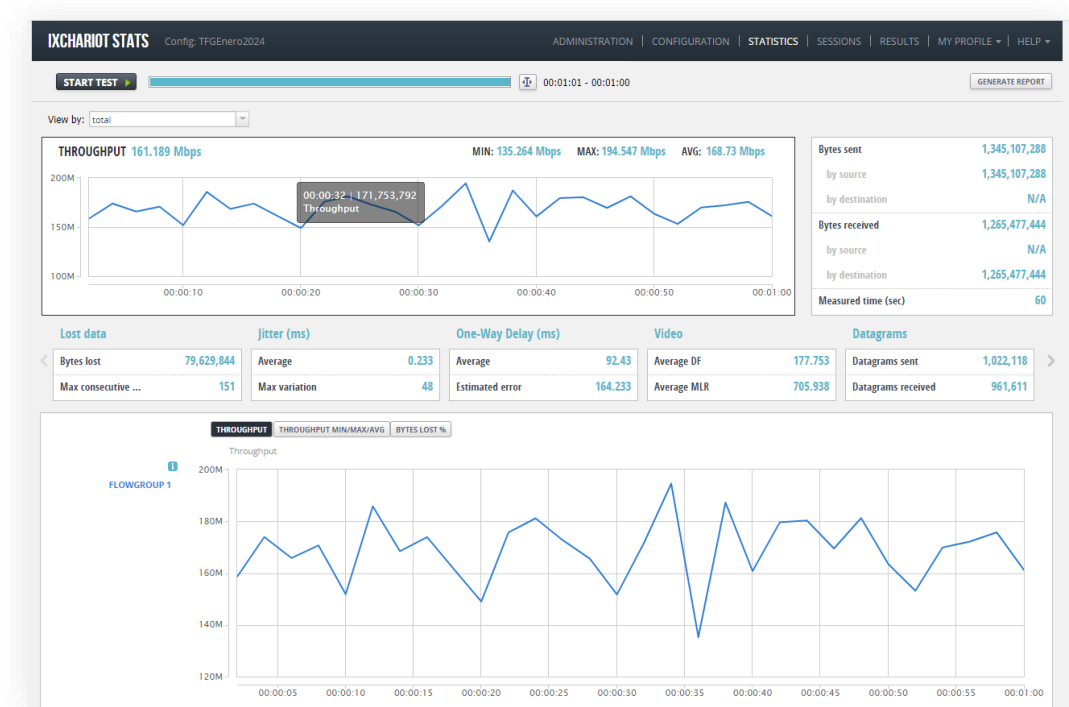 IXCHARIOT STATS Config: TFGEnero2024 ADMINISTRATION | CONFIGURATION | STATISTICS | SESSIONS | RESULTS | MY PROFILE | HELP
START TEST 00:01:01 - 00:01:00 GENERATE REPORT
View by: total
THROUGHPUT 161.189 Mbps MIN: 135.264 Mbps MAX: 194.547 Mbps AVG: 168.73 Mbps
200M
150M
100M
00:00:32 | 171,753,792
Throughput
00:00:10 00:00:20 00:00:30 00:00:40 00:00:50 00:01:00
Bytes sent 1,345,107,288
by source 1,345,107,288
by destination N/A
Bytes received 1,265,477,444
by source N/A
by destination 1,265,477,444
Measured time (sec) 60
Lost data
Bytes lost 79,629,844
Max consecutive ... 151
Jitter (ms)
Average 0.233
Max variation 48
One-Way Delay (ms)
Average 92.43
Estimated error 164.233
Video
Average DF 177.753
Average MLR 705.938
Datagrams
Datagrams sent 1,022,118
Datagrams received 961,611
THROUGHPUT THROUGHPUT MIN/MAX/AVG BYTES LOST %
Throughput
i
FLOWGROUP 1
200M
180M
160M
140M
120M
00:00:05 00:00:10 00:00:15 00:00:20 00:00:25 00:00:30 00:00:35 00:00:40 00:00:45 00:00:50 00:00:55 00:01:00